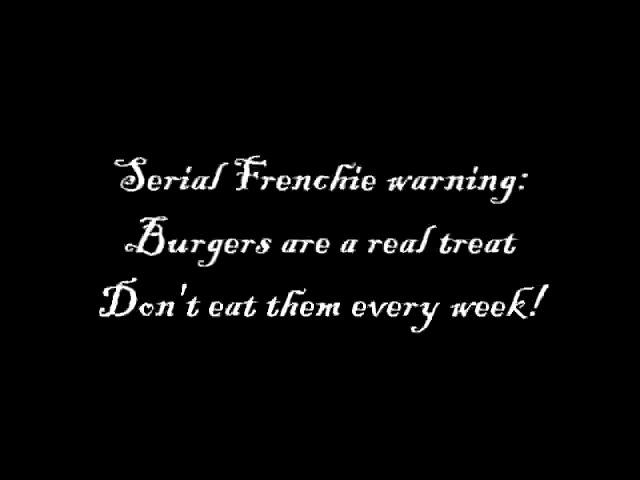 Serial Frenchie warning:
Burgers are a real treat
Don't eat them every week!